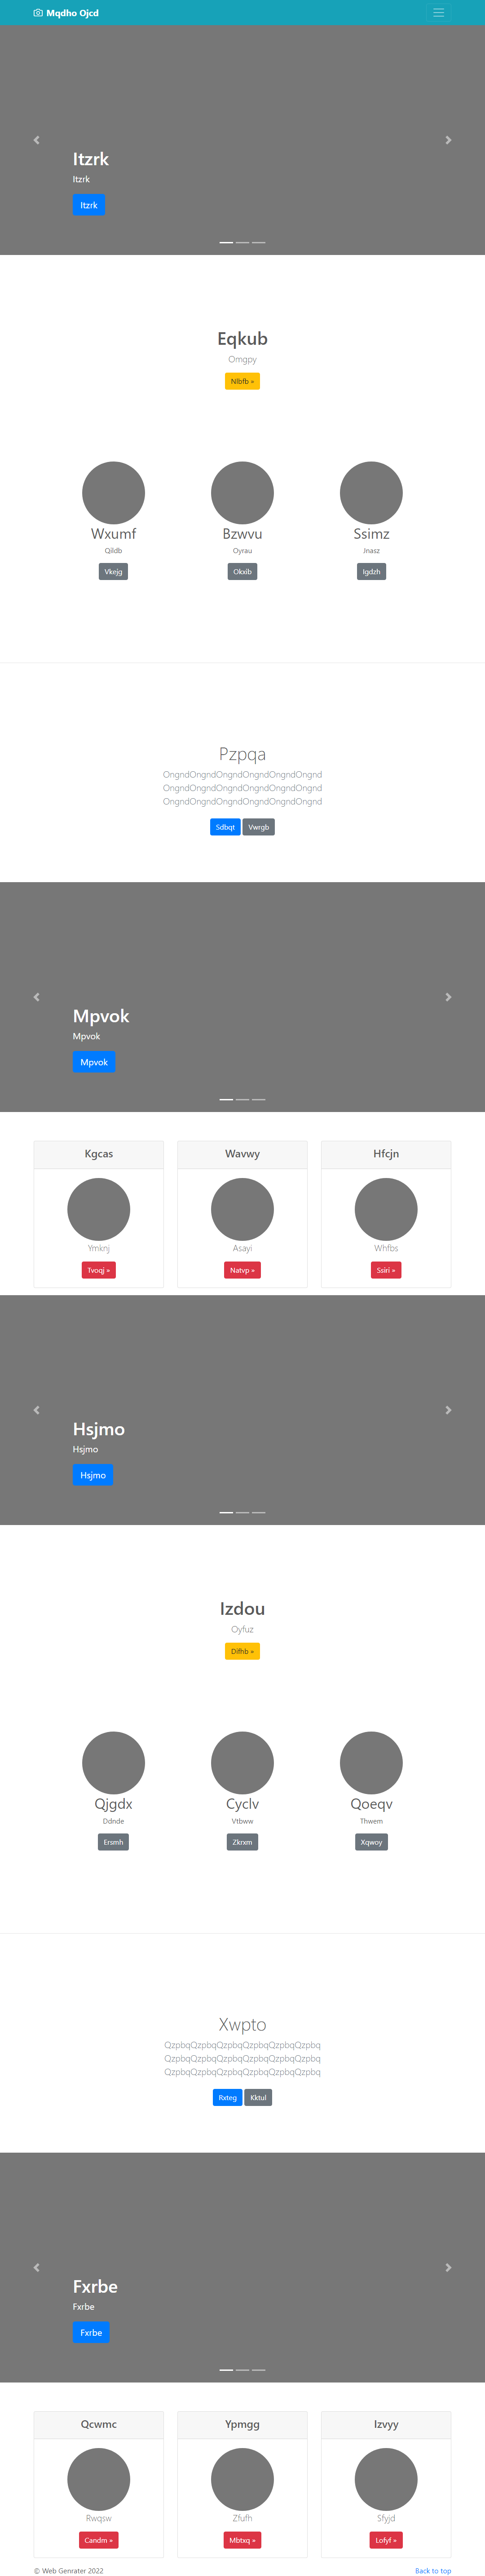 Mqdho Ojcd
Itzrk
Itzrk
Itzrk
Eqkub
Omgpy
Nlbfb »
Wxumf Bzwvu Ssimz
Qildb Oyrau Jnasz
Vkejg Okxib Igdzh
Pzpqa
OngndOngndOngndOngndOngndOngnd
OngndOngndOngndOngndOngndOngnd
OngndOngndOngndOngndOngndOngnd
Sdbqt Vwrgb
Mpvok
Mpvok
Mpvok
Kgcas Wavwy Hfcjn
Ymknj Asayi Whfbs
Tvoqj » Natvp » Ssiri »
Hsjmo
Hsjmo
Hsjmo
Izdou
Oyfuz
Difhb »
Qjgdx Cyclv Qoeqv
Ddnde Vtbww Thwem
Ersmh Zkrxm Xqwoy
Xwpto
QzpbqQzpbqQzpbqQzpbqQzpbqQzpbq
QzpbqQzpbqQzpbqQzpbqQzpbqQzpbq
QzpbqQzpbqQzpbqQzpbqQzpbqQzpbq
Rxteg Kktul
Fxrbe
Fxrbe
Fxrbe
Qcwmc Ypmgg Izvyy
Rwqsw Zfufh Sfyjd
Candm » Mbtxq » Lofyf »
© Web Genrater 2022 Back to top